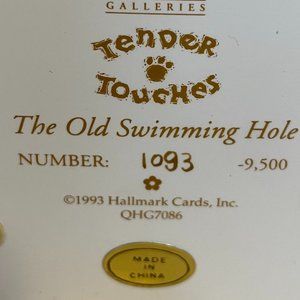 GALLERIES
TENDER
TOUCHES
The Old Swimming Hole
NUMBER: 1093 -9,500
©1993 Hallmark Cards, Inc.
QHG7086
MADE
IN
CHINA